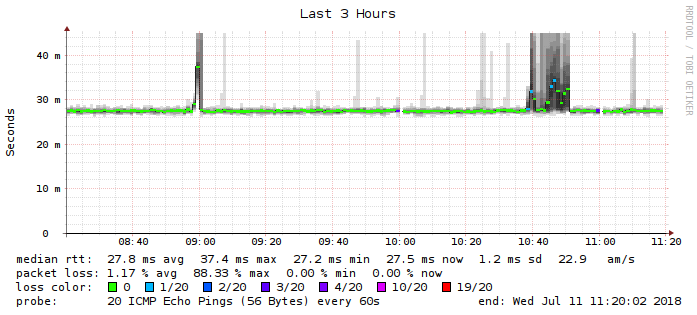 Last 3 Hours
RRDTOOL / TOBI OETIKER
Seconds
40 m
30 m
20 m
10 m
0
08:40 09:00 09:20 09:40 10:00 10:20 10:40 11:00 11:20
median rtt: 27.8 ms avg 37.4 ms max 27.2 ms min 27.5 ms now 1.2 ms sd 22.9 am/s
packet loss: 1.17 % avg 88.33 % max 0.00 % min 0.00 % now
loss color: 0 1/20 2/20 3/20 4/20 10/20 19/20
probe: 20 ICMP Echo Pings (56 Bytes) every 60s end: Wed Jul 11 11:20:02 2018